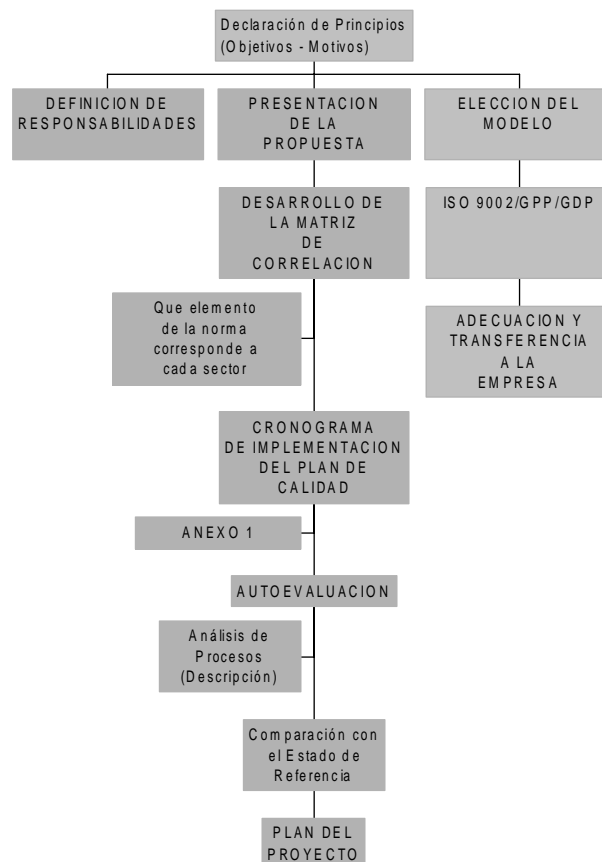 Declaración de Principios
(Objetivos - Motivos)
DEFINICION DE
RESPONSABILIDADES
PRESENTACION
DE LA
PROPUESTA
ELECCION DEL
MODELO
DESARROLLO DE
LA MATRIZ
DE
CORRELACION
ISO 9002/GPP/GDP
Que elemento
de la norma
corresponde a
cada sector
ADECUACION Y
TRANSFERENCIA
A LA
EMPRESA
CRONOGRAMA
DE IMPLEMENTACION
DEL PLAN DE
CALIDAD
ANEXO 1
AUTOEVALUACION
Análisis de
Procesos
(Descripción)
Comparación con
el Estado de
Referencia
PLAN DEL
PROYECTO